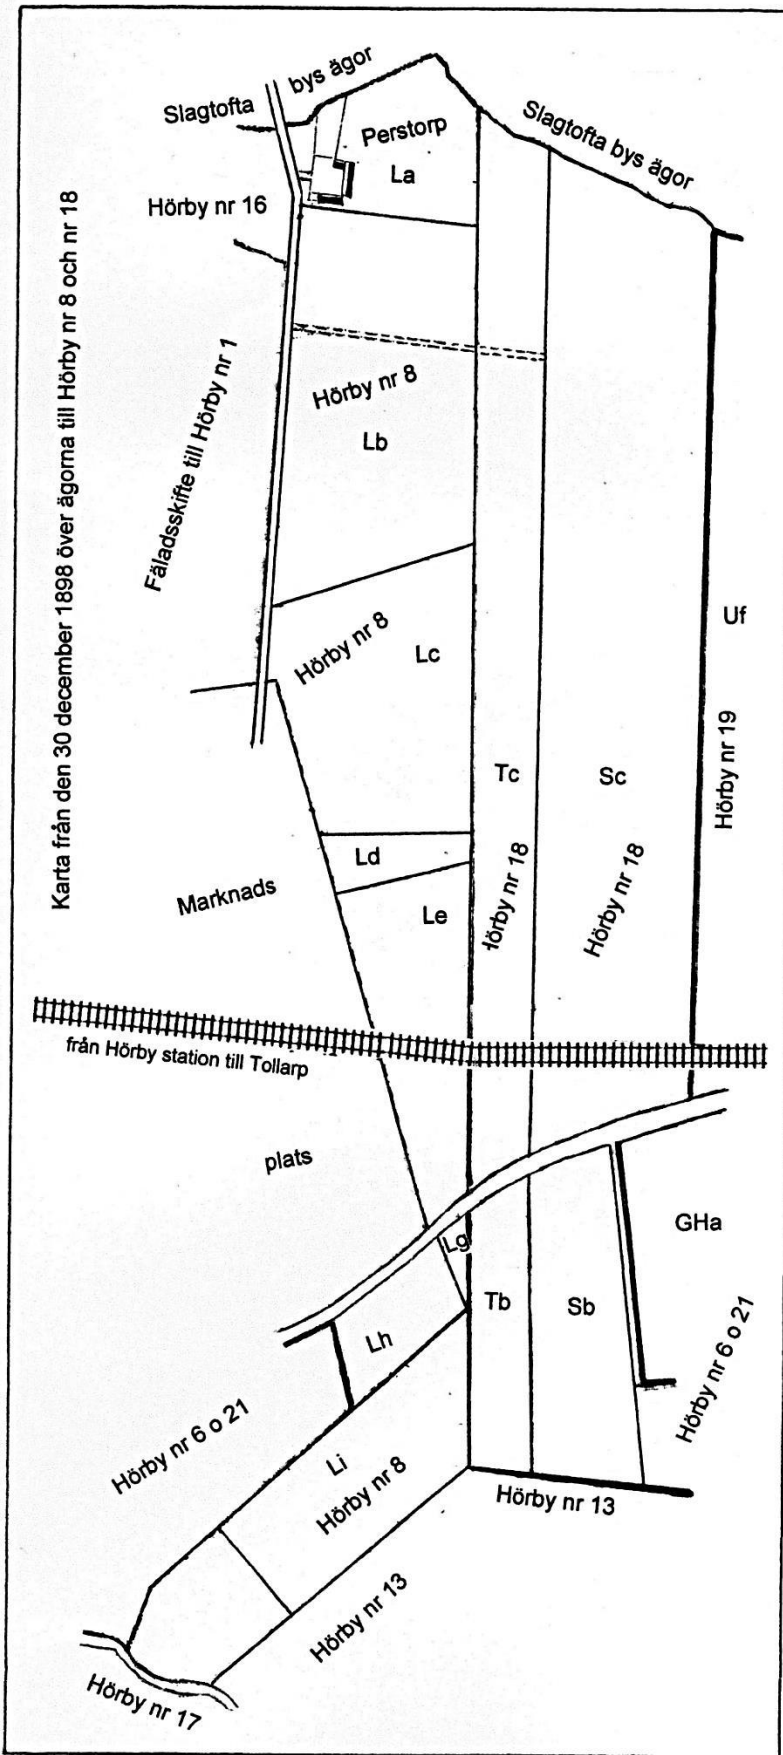 Karta från den 30 december 1898 över ägorna till Hörby nr 8 och nr 18
Slagtofta
bys ägor
Slagtofta bys ägor
Perstorp
La
Hörby nr 16
Fäladsskifte till Hörby nr 1
Hörby nr 8
Lb
Hörby nr 8
Lc
Uf
Hörby nr 19
Tc
Sc
Hörby nr 18
Hörby nr 18
Ld
Le
Marknads
från Hörby station till Tollarp
plats
GHa
Lg
Tb
Sb
Lh
Hörby nr 6 o 21
Hörby nr 6 o 21
Li
Hörby nr 8
Hörby nr 13
Hörby nr 13
Hörby nr 17